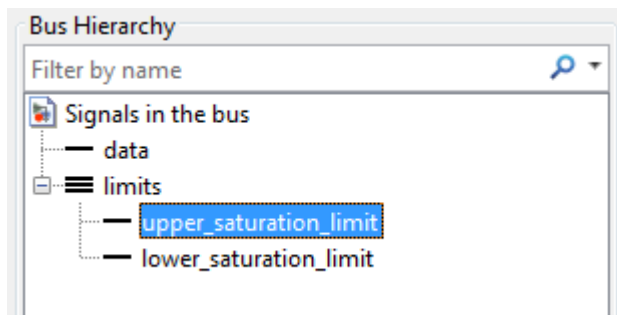 Bus Hierarchy
Filter by name
Signals in the bus
data
limits
upper_saturation_limit
lower_saturation_limit